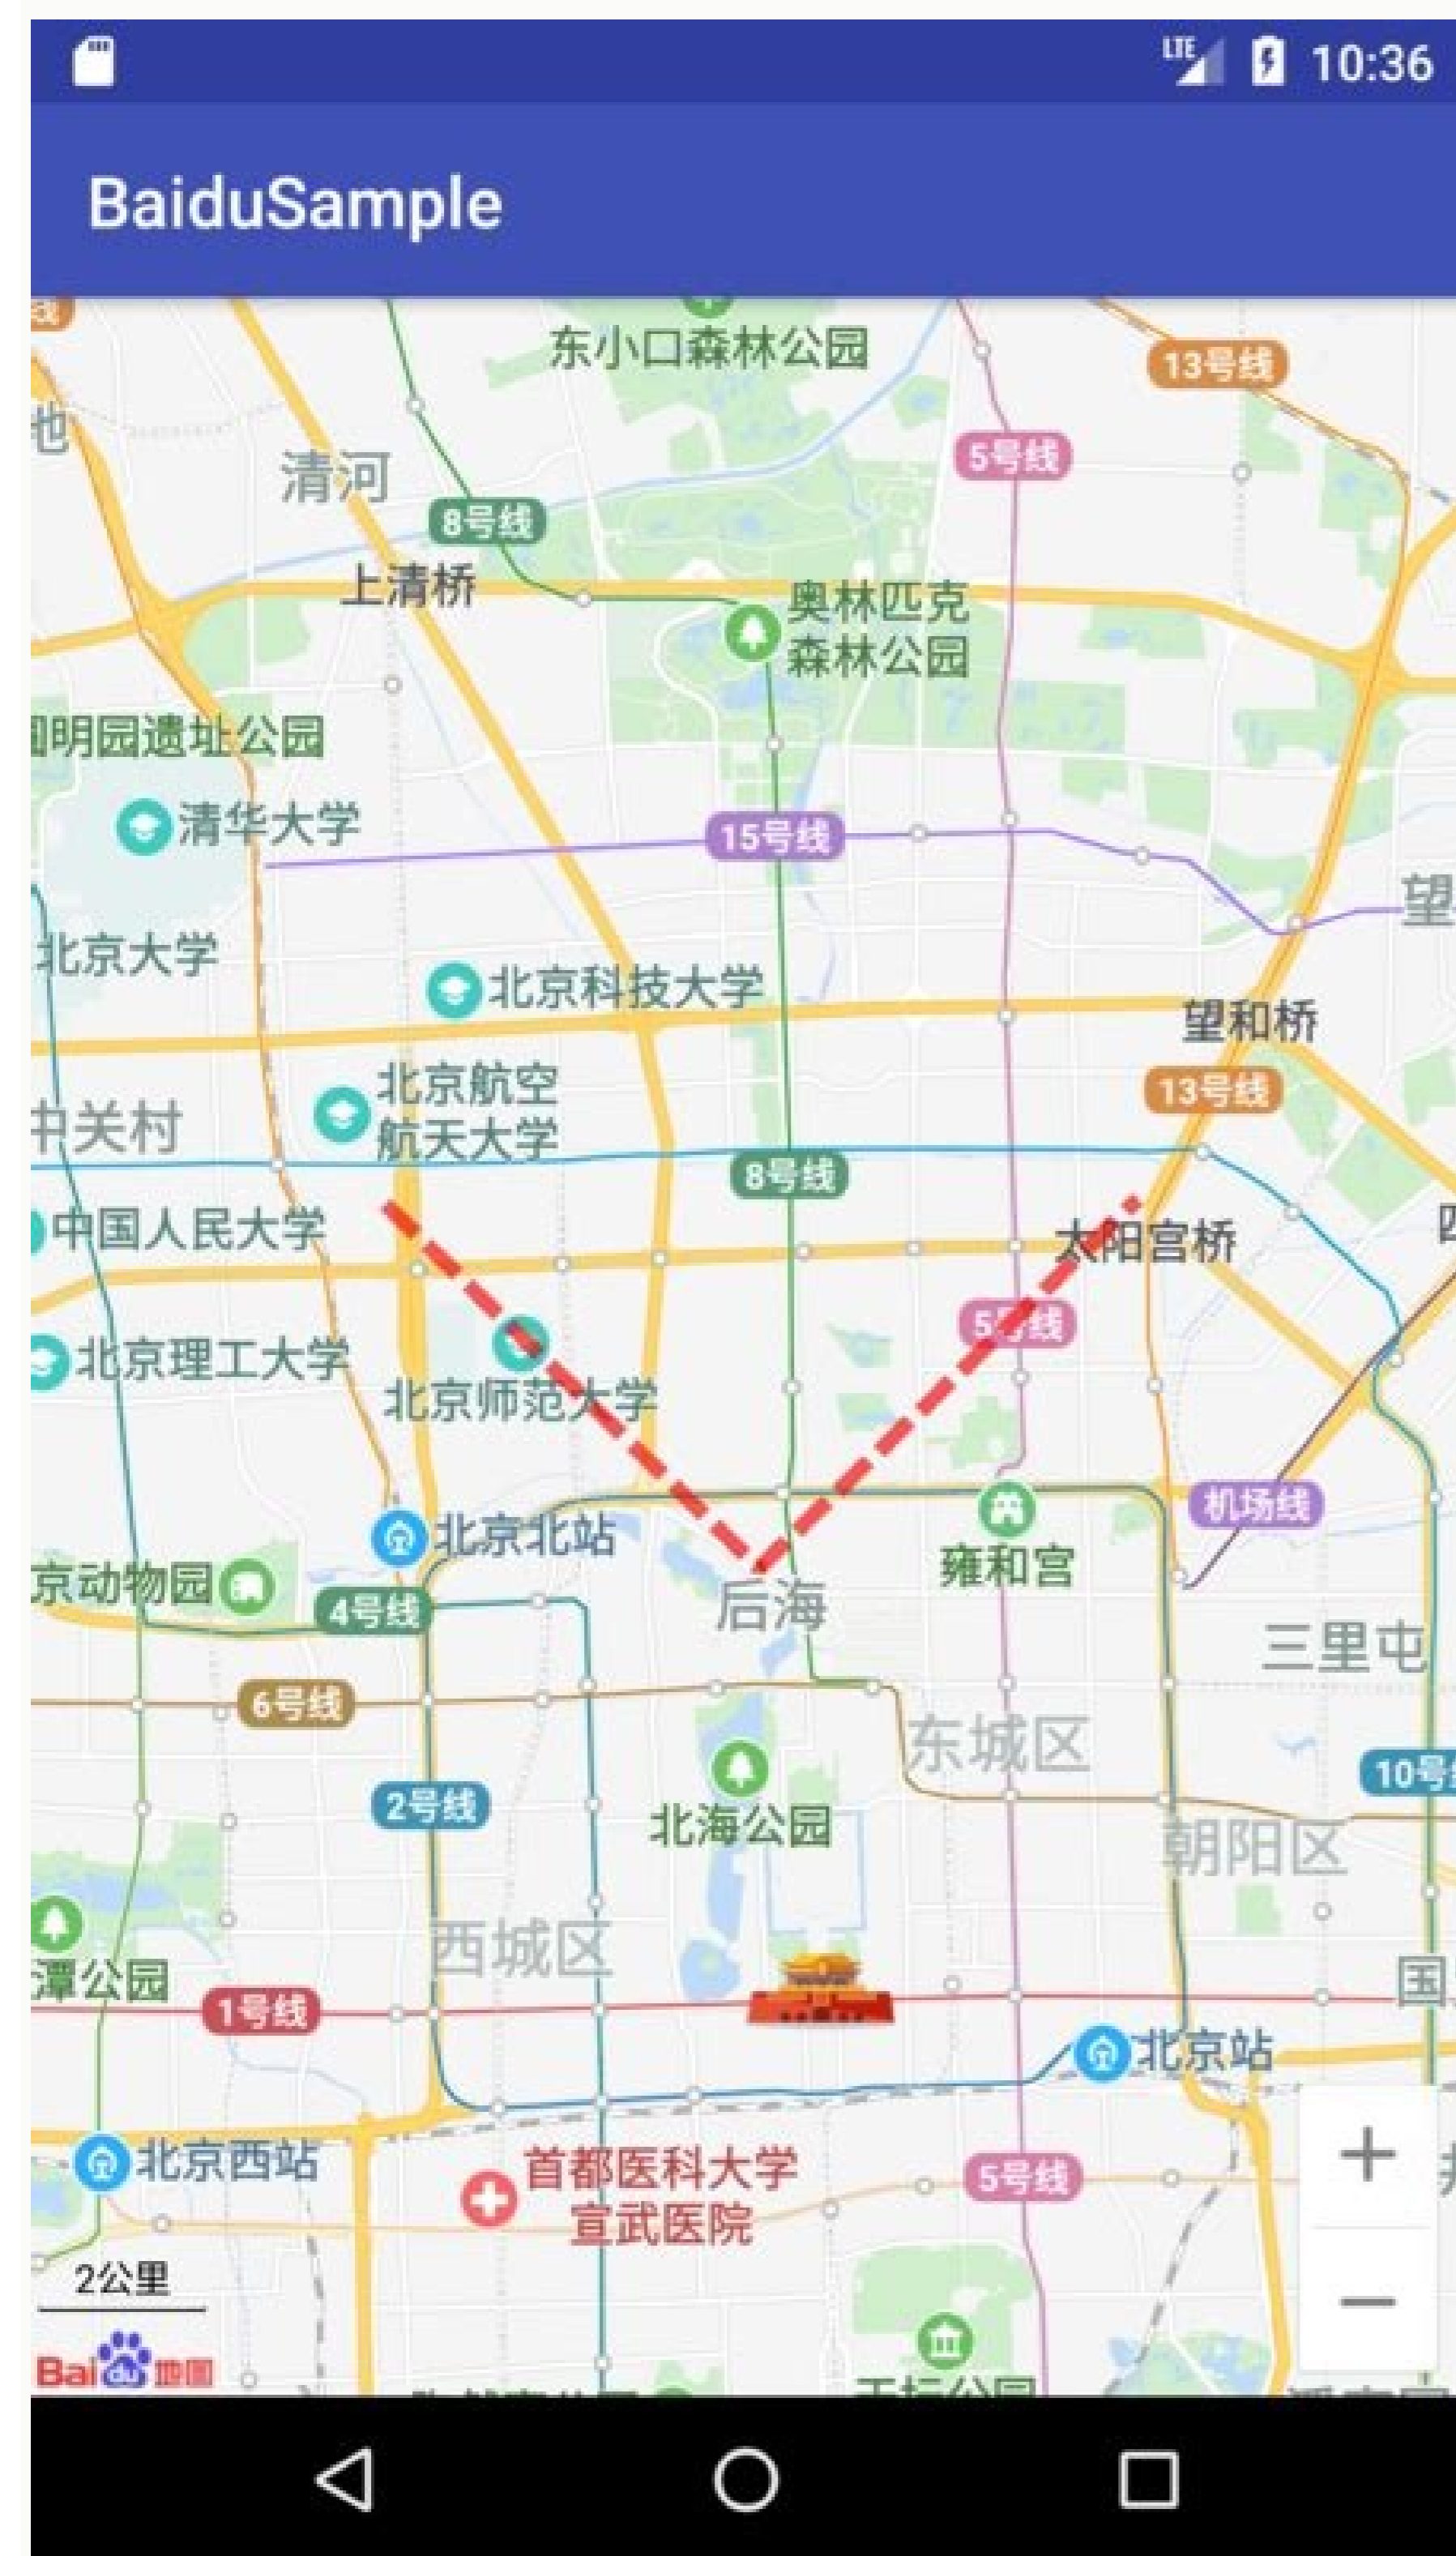 LTE 10:36
BaiduSample
东小口森林公园
13号线
5号线
清河
8号线
上清桥
奥林匹克
森林公园
明园遗址公园
清华大学
15号线
望
北京大学
北京科技大学
望和桥
北京航空
航天大学
13号线
中关村
8号线
中国人民大学
太阳宫桥
5号线
北京理工大学
北京师范大学
机场线
北京北站
雍和宫
京动物园
4号线
后海
三里屯
6号线
东城区
10号
2号线
北海公园
朝阳区
西城区
潭公园
国
1号线
北京站
北京西站
首都医科大学
宣武医院
5号线
2公里
Baidu地图